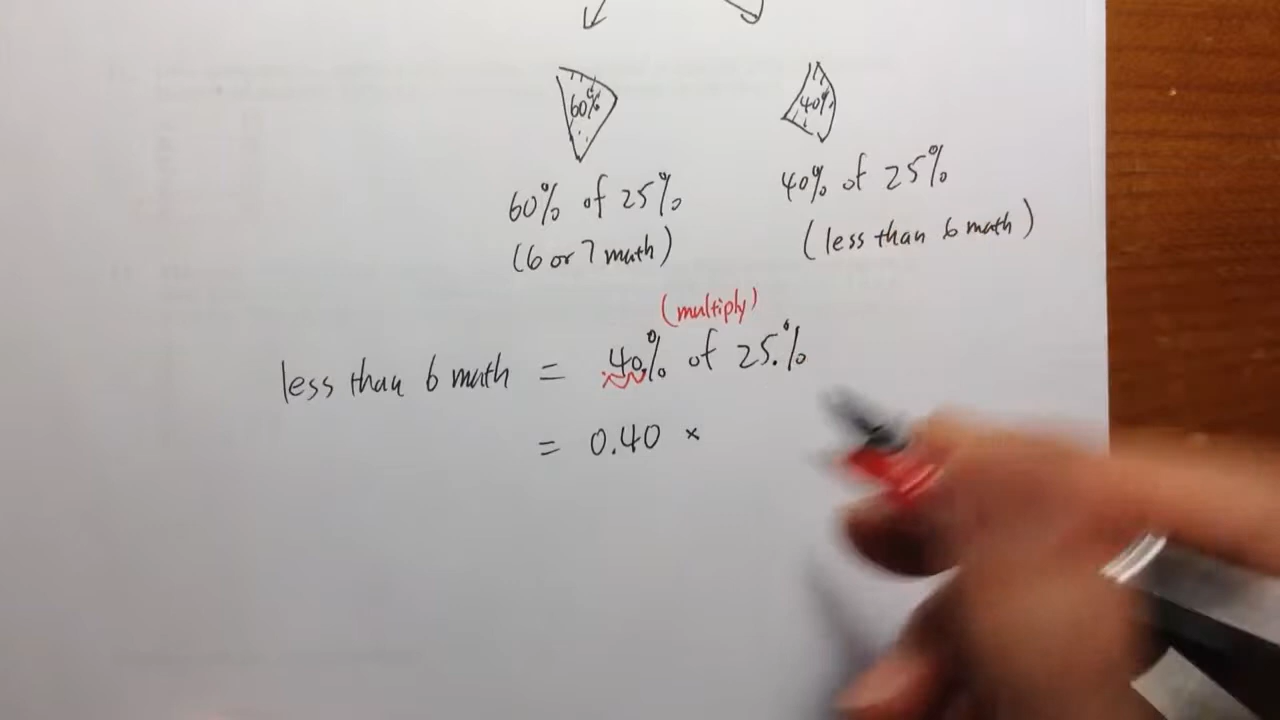 60% 40%
60% of 25% 40% of 25%
(6 or 7 math) (less than 6 math)
(multiply)
less than 6 math = 40% of 25.%
= 0.40 ×